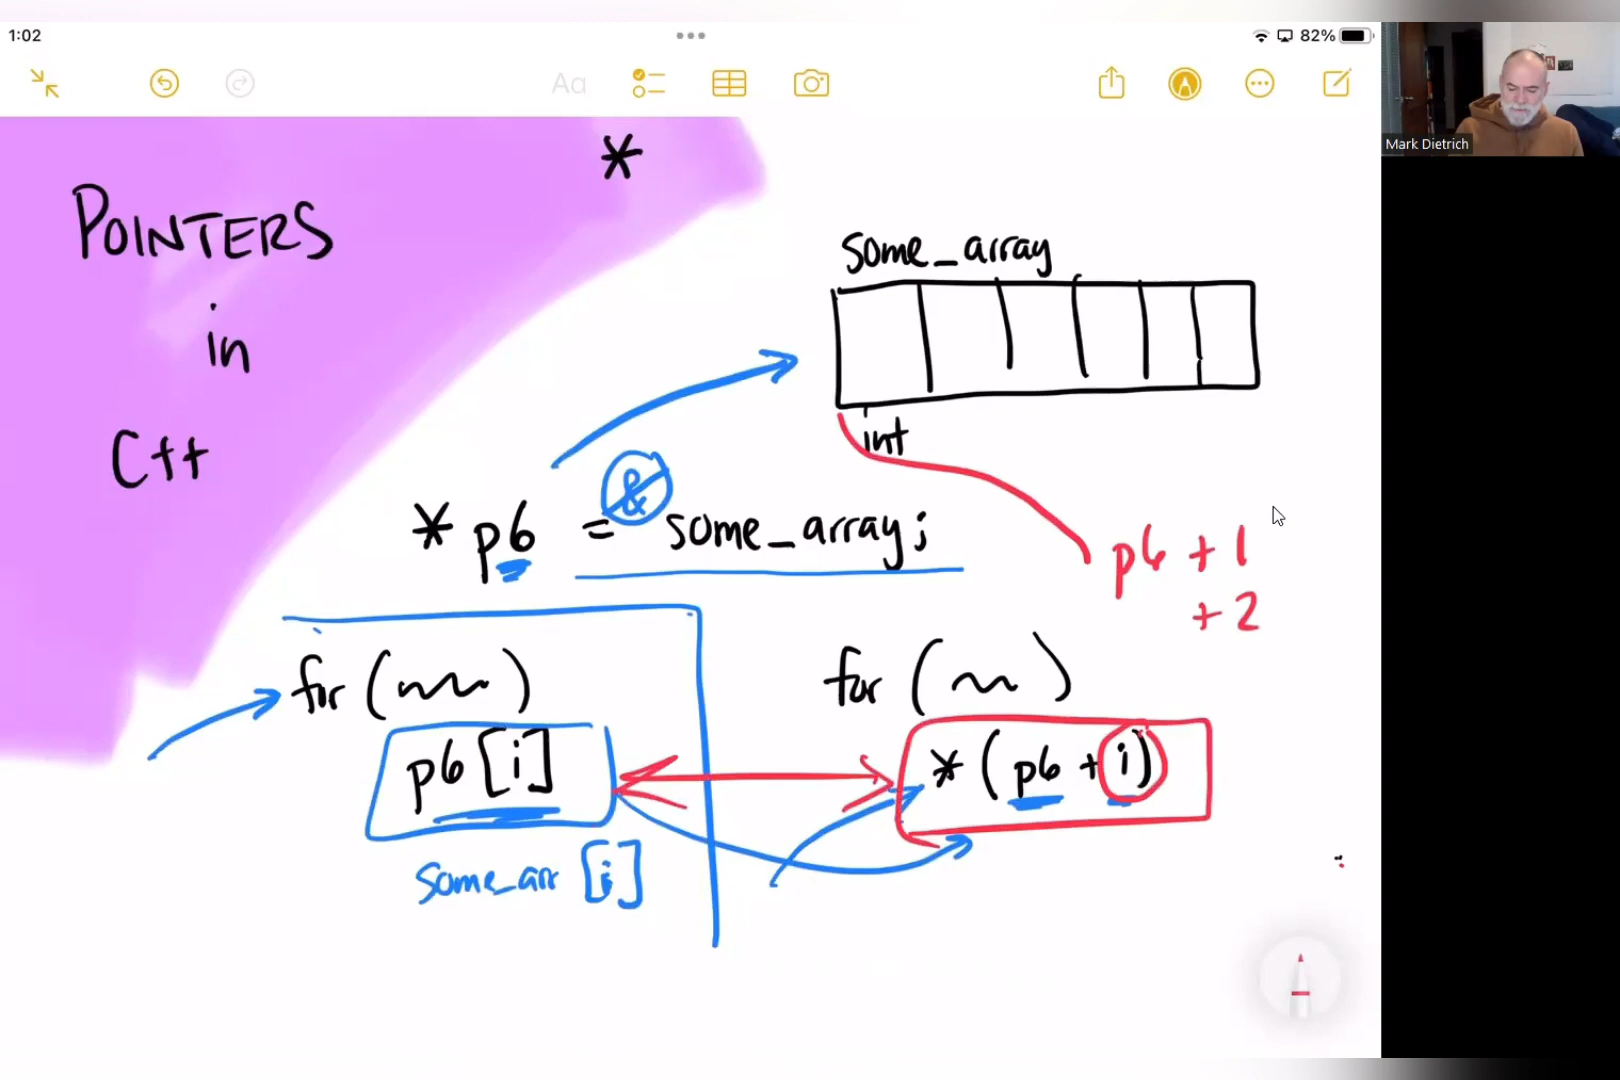 1:02
82%
Aa
Mark Dietrich
*
POINTERS
in
C++
some_array
int
* p6 = & some_array;
p6 + 1
+ 2
for ( )
p6 [i]
some_arr [i]
for ( )
* (p6 + i)